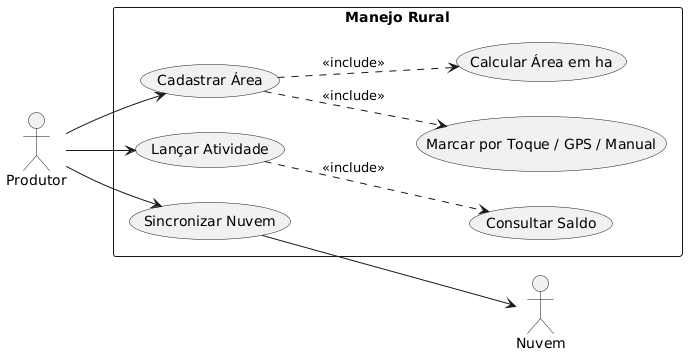 Manejo Rural
Cadastrar Área
«include»
Calcular Área em ha
«include»
Marcar por Toque / GPS / Manual
Produtor
Lançar Atividade
«include»
Consultar Saldo
Sincronizar Nuvem
Nuvem